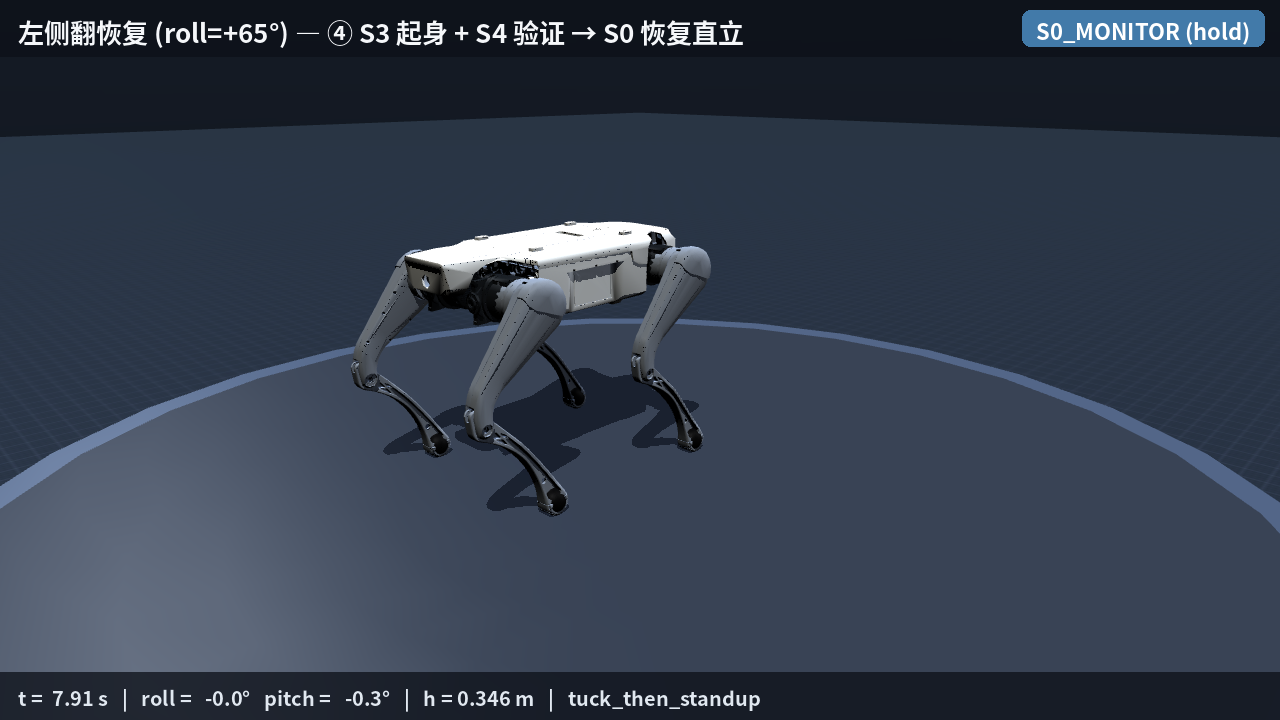 左侧翻恢复 (roll=+65°) — ④ S3 起身 + S4 验证 → S0 恢复直立
S0_MONITOR (hold)
t = 7.91 s | roll = -0.0° pitch = -0.3° | h = 0.346 m | tuck_then_standup